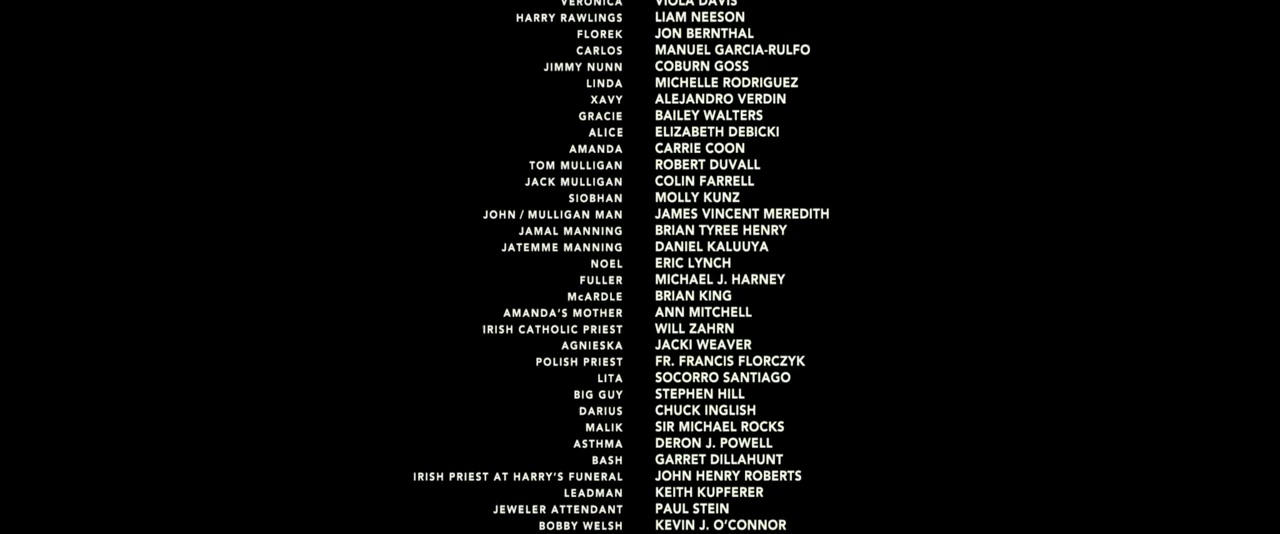 VERONICA VIOLA DAVIS
HARRY RAWLINGS LIAM NEESON
FLOREK JON BERNTHAL
CARLOS MANUEL GARCIA-RULFO
JIMMY NUNN COBURN GOSS
LINDA MICHELLE RODRIGUEZ
XAVY ALEJANDRO VERDIN
GRACIE BAILEY WALTERS
ALICE ELIZABETH DEBICKI
AMANDA CARRIE COON
TOM MULLIGAN ROBERT DUVALL
JACK MULLIGAN COLIN FARRELL
SIOBHAN MOLLY KUNZ
JOHN / MULLIGAN MAN JAMES VINCENT MEREDITH
JAMAL MANNING BRIAN TYREE HENRY
JATEMME MANNING DANIEL KALUUYA
NOEL ERIC LYNCH
FULLER MICHAEL J. HARNEY
McARDLE BRIAN KING
AMANDA'S MOTHER ANN MITCHELL
IRISH CATHOLIC PRIEST WILL ZAHRN
AGNIESKA JACKI WEAVER
POLISH PRIEST FR. FRANCIS FLORCZYK
LITA SOCORRO SANTIAGO
BIG GUY STEPHEN HILL
DARIUS CHUCK INGLISH
MALIK SIR MICHAEL ROCKS
ASTHMA DERON J. POWELL
BASH GARRET DILLAHUNT
IRISH PRIEST AT HARRY'S FUNERAL JOHN HENRY ROBERTS
LEADMAN KEITH KUPFERER
JEWELER ATTENDANT PAUL STEIN
BOBBY WELSH KEVIN J. O'CONNOR